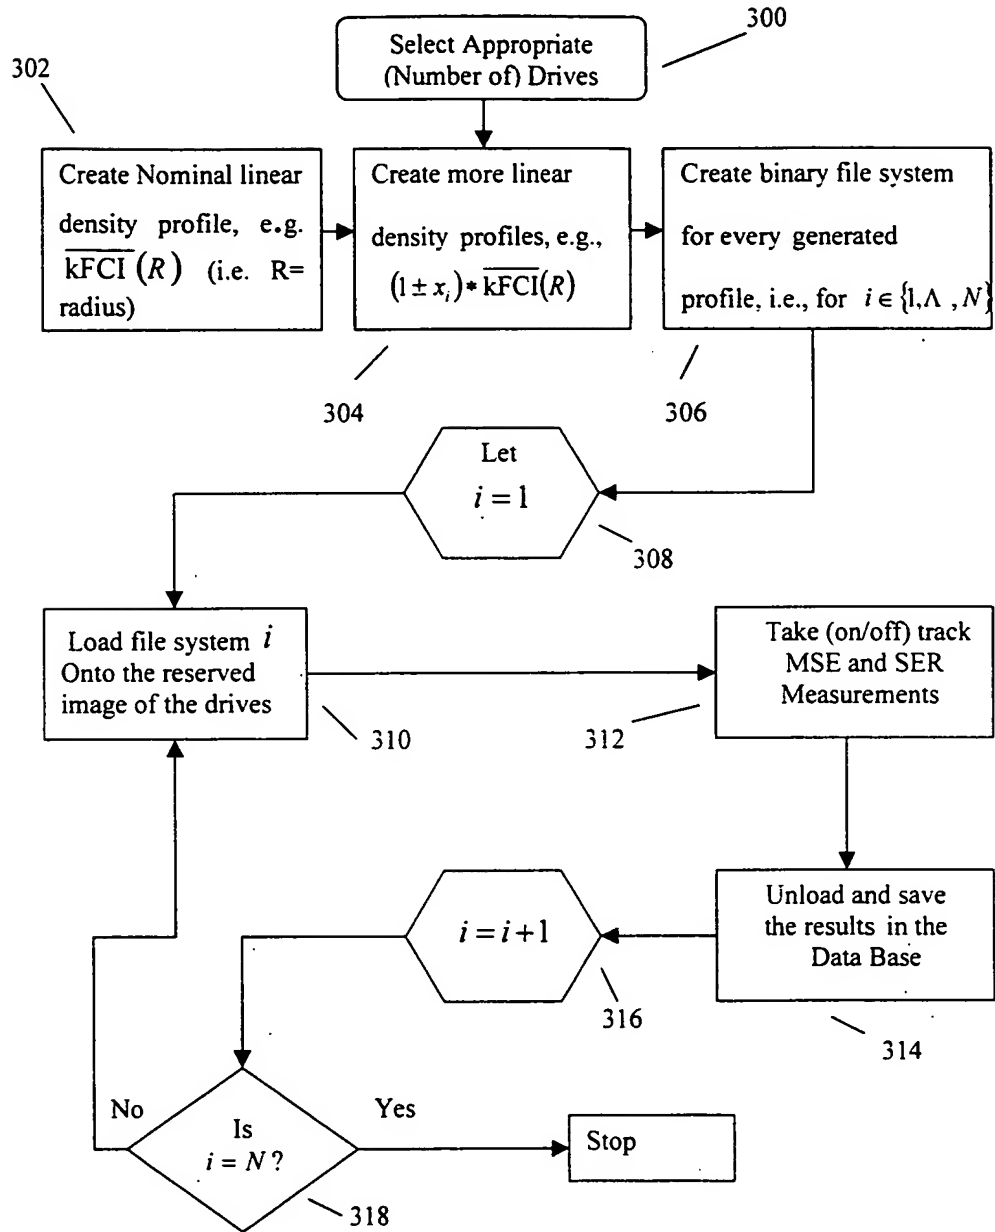 300
Select Appropriate
(Number of) Drives
302
Create Nominal linear
density profile, e.g.
kFCI (R) (i.e. R=
radius)
Create more linear
density profiles, e.g.,
(1 ± x_i) * kFCI(R)
Create binary file system
for every generated
profile, i.e., for i ∈ {1,Λ , N}
304
306
Let
i = 1
308
Load file system i
Onto the reserved
image of the drives
310
Take (on/off) track
MSE and SER
Measurements
312
Unload and save
the results in the
Data Base
314
i = i+1
316
No
Is
i = N ?
Yes
318
Stop